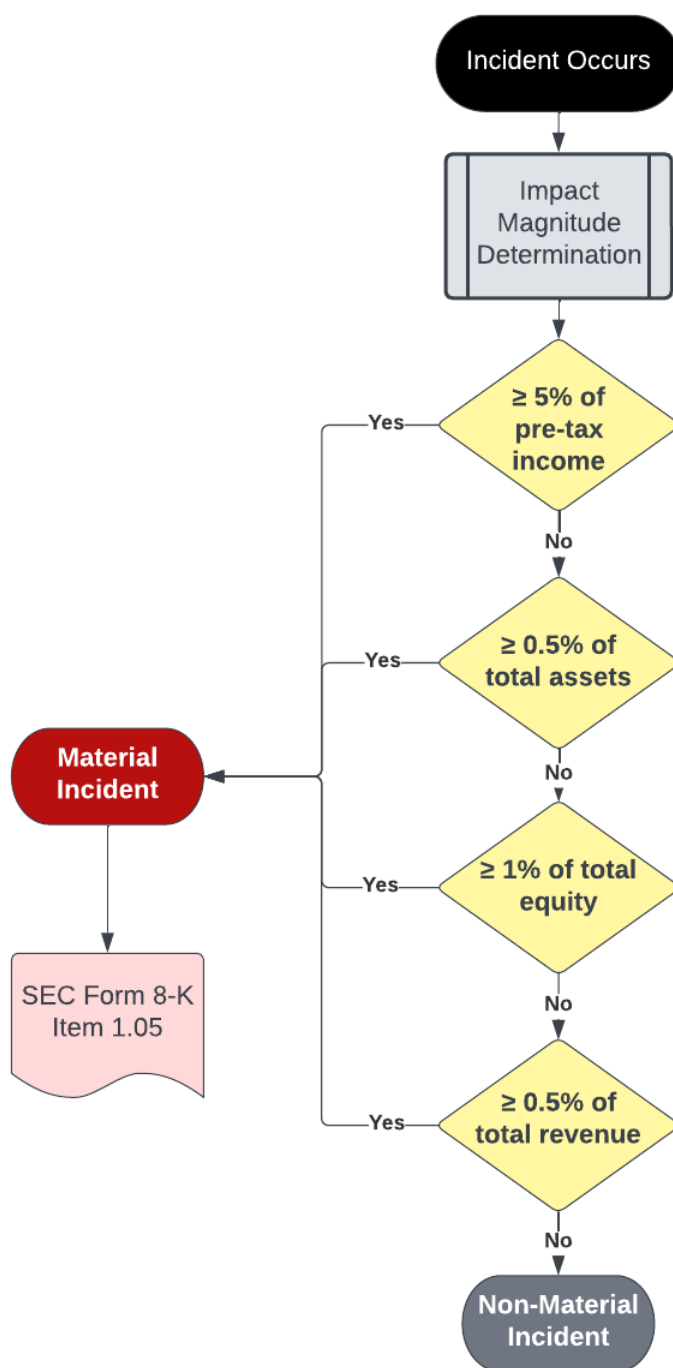 Incident Occurs
Impact
Magnitude
Determination
≥ 5% of
pre-tax
income
Yes
No
≥ 0.5% of
total assets
Yes
No
Material
Incident
≥ 1% of total
equity
Yes
No
SEC Form 8-K
Item 1.05
≥ 0.5% of
total revenue
Yes
No
Non-Material
Incident